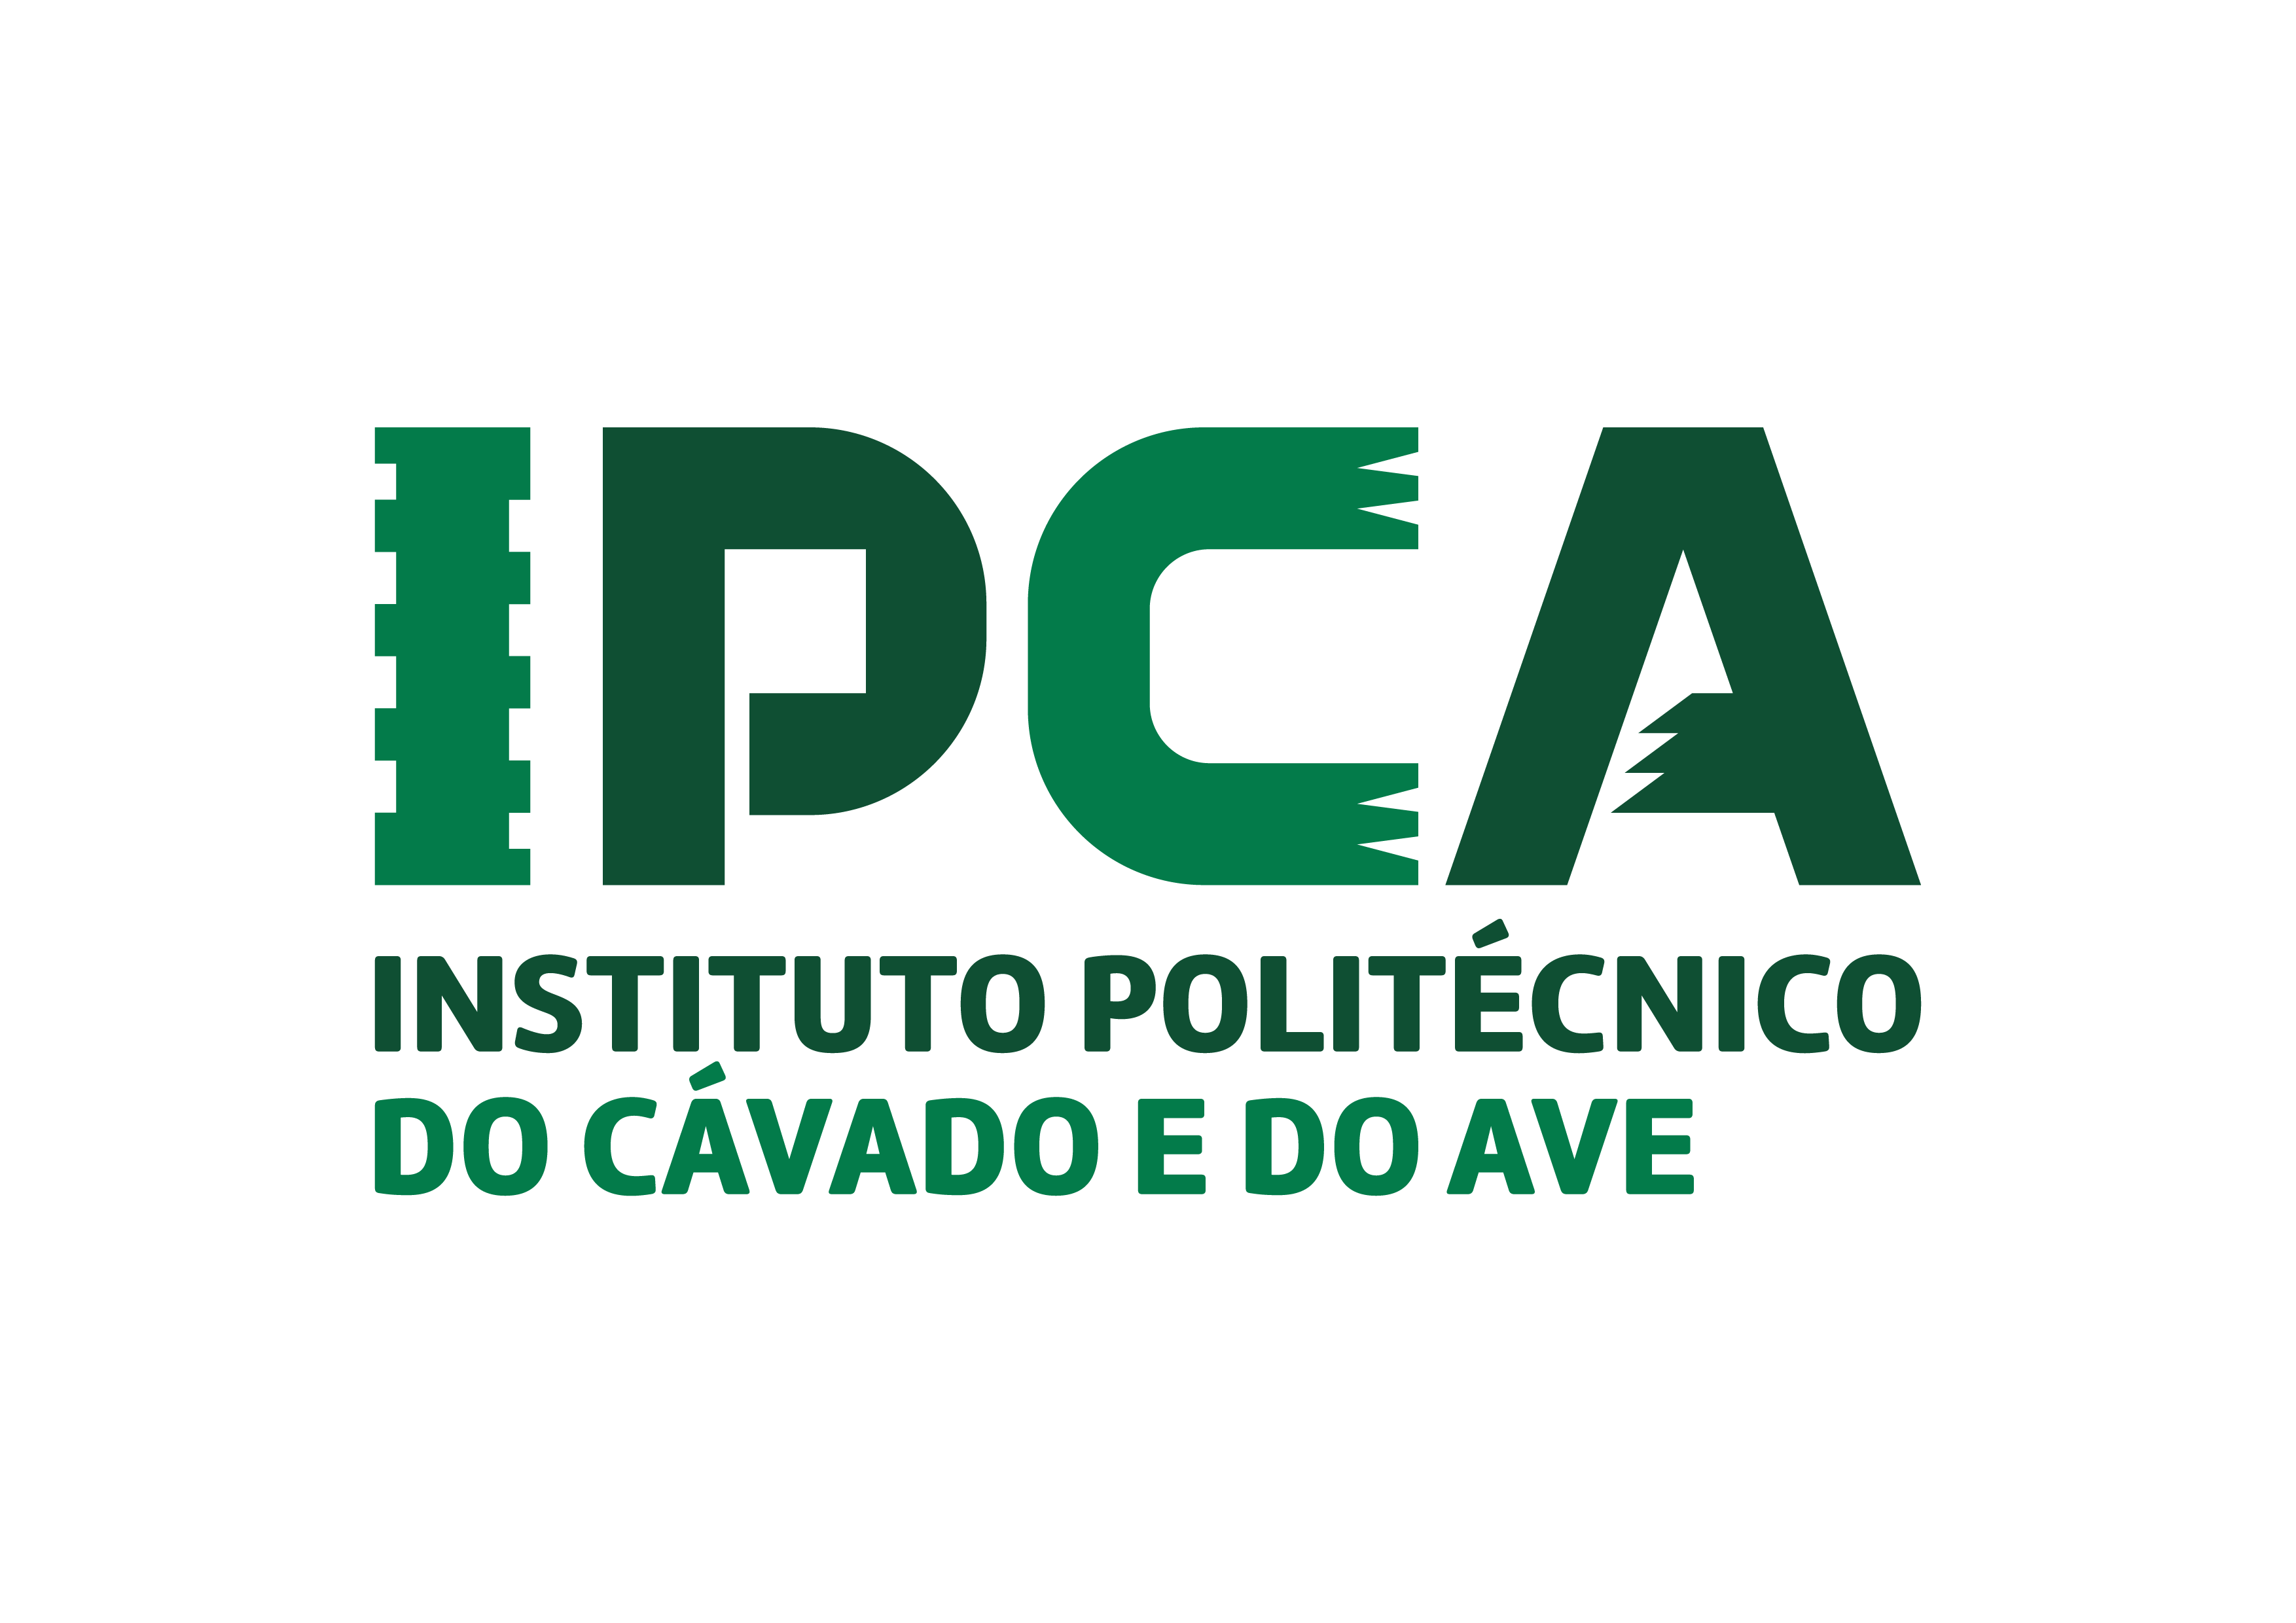 IPCA
INSTITUTO POLITÉCNICO
DO CÁVADO E DO AVE